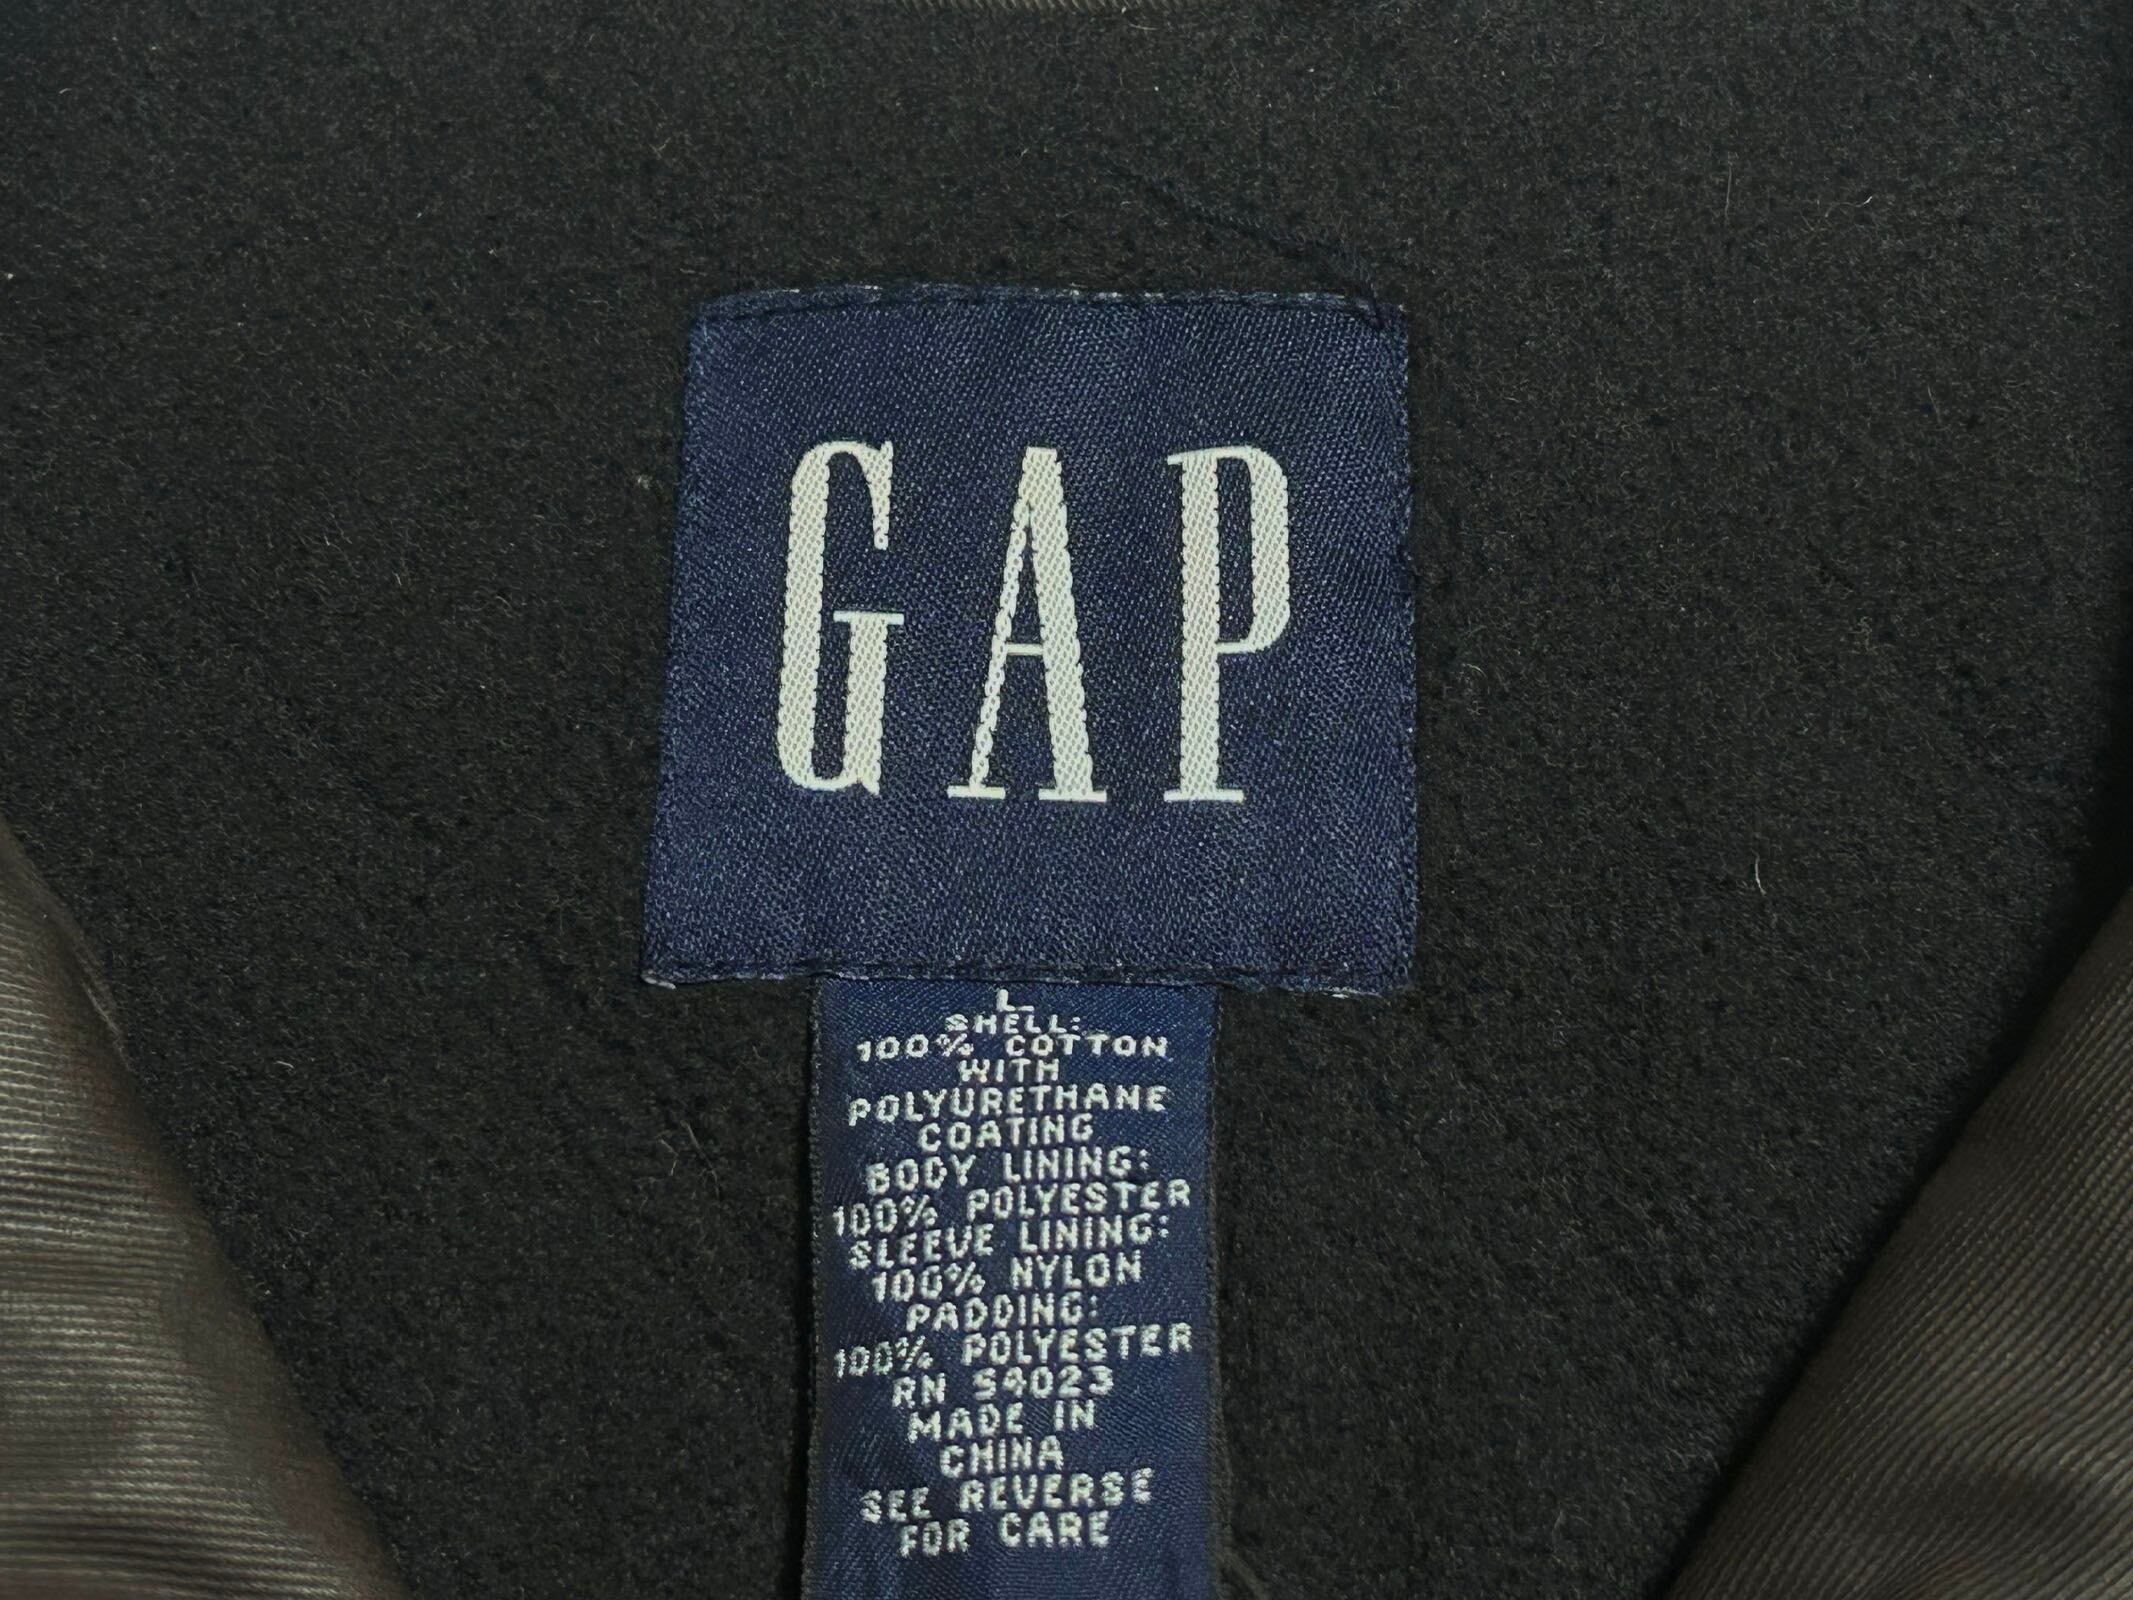 GAP
L
SHELL:
100% COTTON
WITH
POLYURETHANE
COATING
BODY LINING:
100% POLYESTER
SLEEVE LINING:
100% NYLON
PADDING:
100% POLYESTER
RN 54023
MADE IN
CHINA
SEE REVERSE
FOR CARE